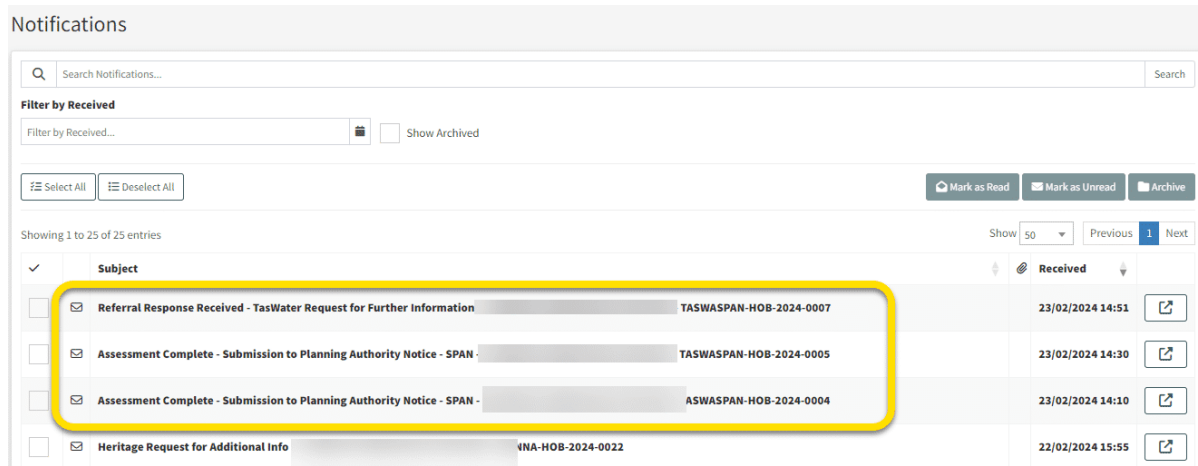 Notifications
Search Notifications... Search
Filter by Received
Filter by Received... Show Archived
Select All Deselect All Mark as Read Mark as Unread Archive
Showing 1 to 25 of 25 entries Show 50 Previous 1 Next
Subject Received
Referral Response Received - TasWater Request for Further Information TASWASPAN-HOB-2024-0007 23/02/2024 14:51
Assessment Complete - Submission to Planning Authority Notice - SPAN - TASWASPAN-HOB-2024-0005 23/02/2024 14:30
Assessment Complete - Submission to Planning Authority Notice - SPAN - ASWASPAN-HOB-2024-0004 23/02/2024 14:10
Heritage Request for Additional Info NNA-HOB-2024-0022 22/02/2024 15:55